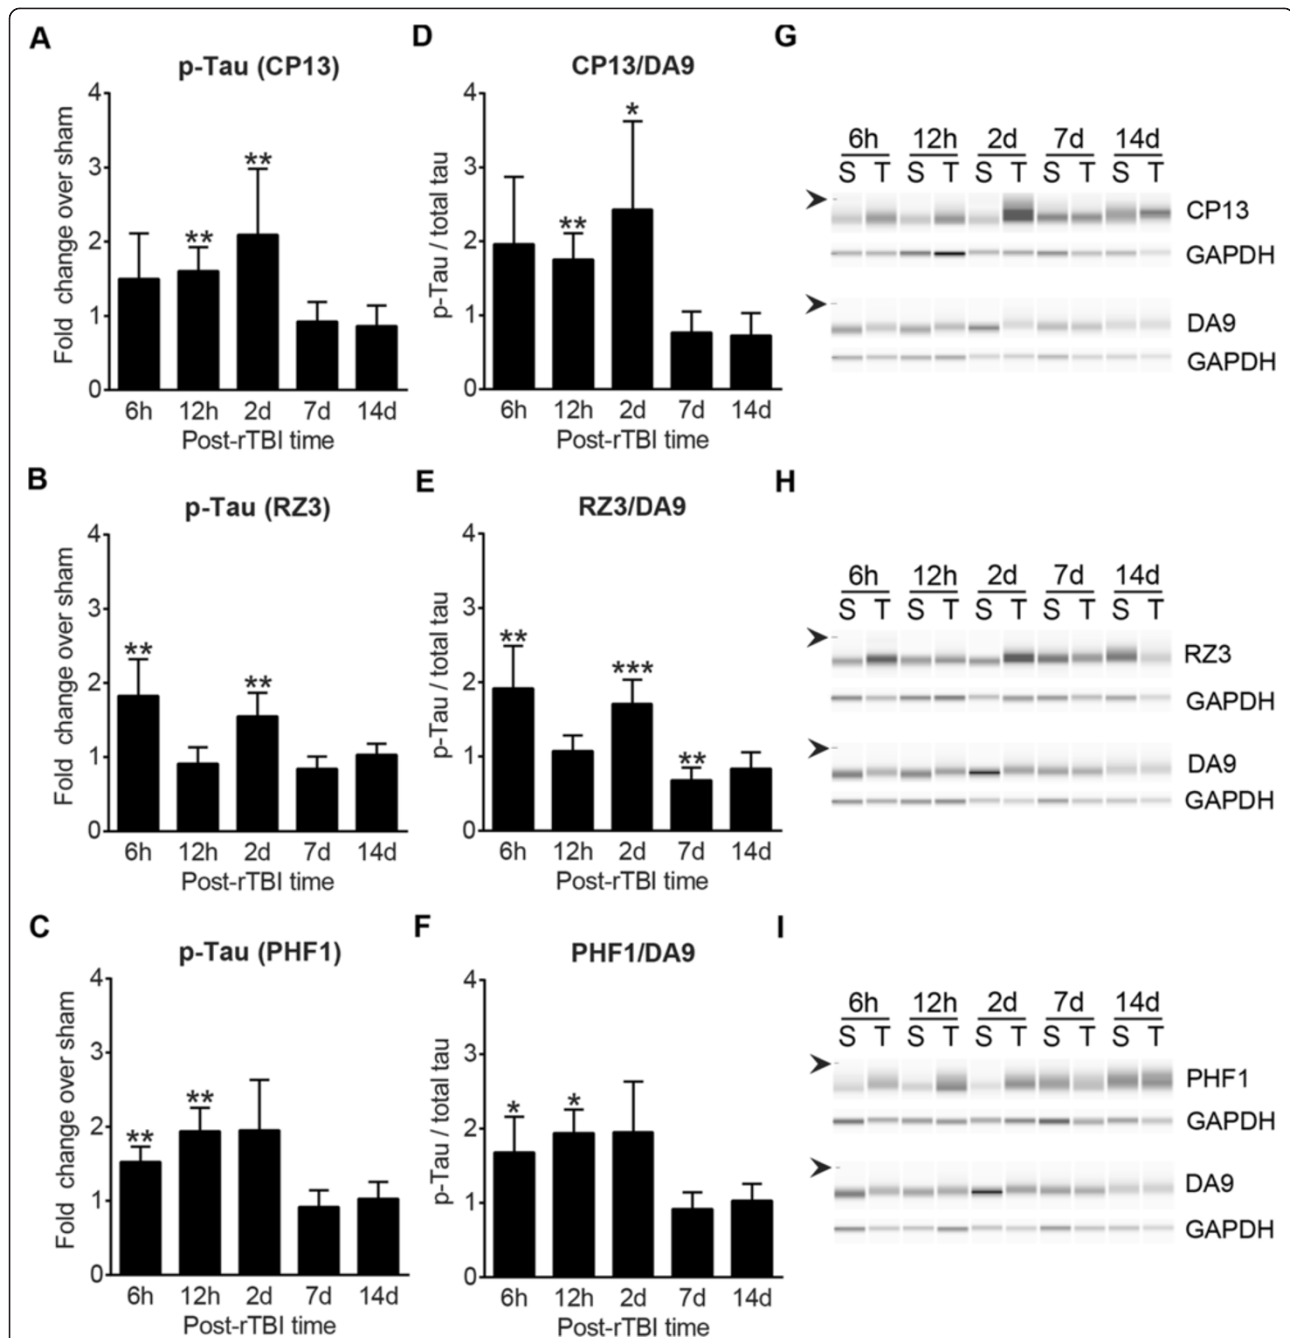 A
p-Tau (CP13)
Fold change over sham
4
3
2
1
0
**
**
6h 12h 2d 7d 14d
Post-rTBI time
D
CP13/DA9
p-Tau / total tau
4
3
2
1
0
**
*
6h 12h 2d 7d 14d
Post-rTBI time
G
6h 12h 2d 7d 14d
S T S T S T S T S T
CP13
GAPDH
DA9
GAPDH
B
p-Tau (RZ3)
Fold change over sham
4
3
2
1
0
**
**
6h 12h 2d 7d 14d
Post-rTBI time
E
RZ3/DA9
p-Tau / total tau
4
3
2
1
0
**
***
**
6h 12h 2d 7d 14d
Post-rTBI time
H
6h 12h 2d 7d 14d
S T S T S T S T S T
RZ3
GAPDH
DA9
GAPDH
C
p-Tau (PHF1)
Fold change over sham
4
3
2
1
0
**
**
6h 12h 2d 7d 14d
Post-rTBI time
F
PHF1/DA9
p-Tau / total tau
4
3
2
1
0
*
*
6h 12h 2d 7d 14d
Post-rTBI time
I
6h 12h 2d 7d 14d
S T S T S T S T S T
PHF1
GAPDH
DA9
GAPDH